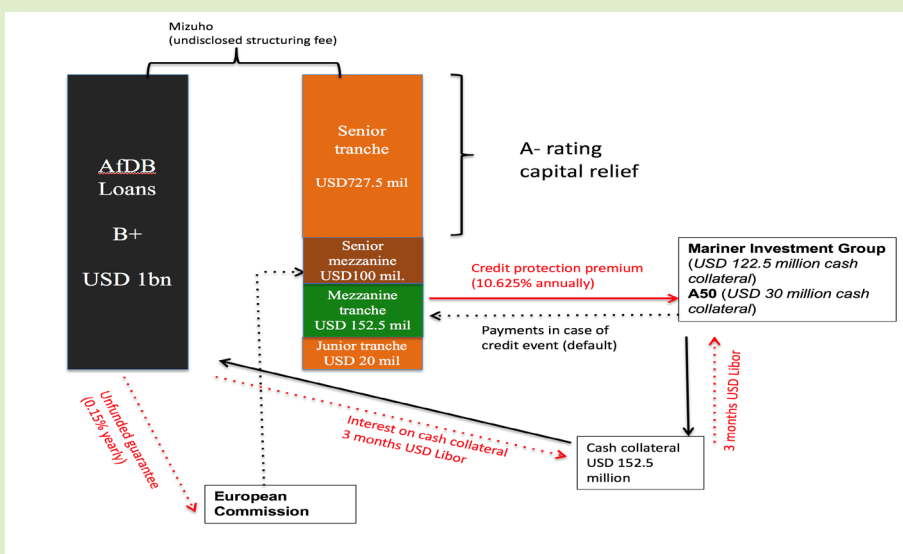 Mizuho
(undisclosed structuring fee)
AfDB
Loans
B+
USD 1bn
Senior
tranche
USD727.5 mil
Senior
mezzanine
USD100 mil.
Mezzanine
tranche
USD 152.5 mil
Junior tranche
USD 20 mil
A- rating
capital relief
Credit protection premium
(10.625% annually)
Payments in case of
credit event (default)
Mariner Investment Group
(USD 122.5 million cash
collateral)
A50 (USD 30 million cash
collateral)
3 months USD Libor
Unfunded guarantee
(0.15% yearly)
Interest on cash collateral
3 months USD Libor
Cash collateral
USD 152.5
million
European
Commission